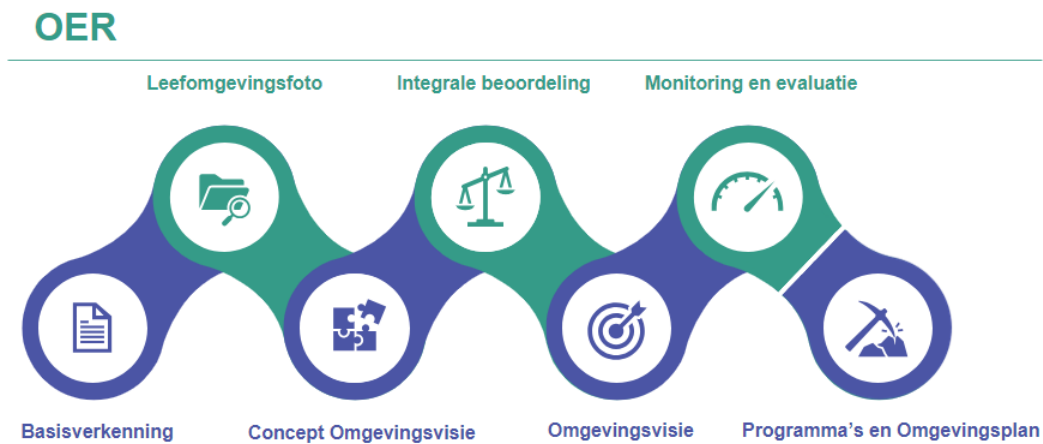 OER
Leefomgevingsfoto
Integrale beoordeling
Monitoring en evaluatie
Basisverkenning
Concept Omgevingsvisie
Omgevingsvisie
Programma's en Omgevingsplan